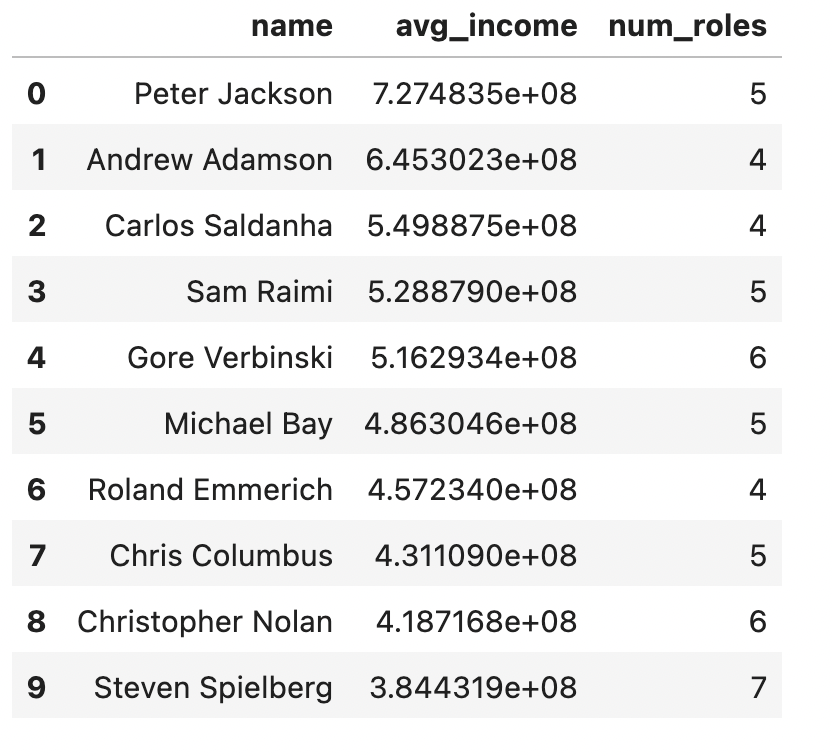 name avg_income num_roles
0 Peter Jackson 7.274835e+08 5
1 Andrew Adamson 6.453023e+08 4
2 Carlos Saldanha 5.498875e+08 4
3 Sam Raimi 5.288790e+08 5
4 Gore Verbinski 5.162934e+08 6
5 Michael Bay 4.863046e+08 5
6 Roland Emmerich 4.572340e+08 4
7 Chris Columbus 4.311090e+08 5
8 Christopher Nolan 4.187168e+08 6
9 Steven Spielberg 3.844319e+08 7